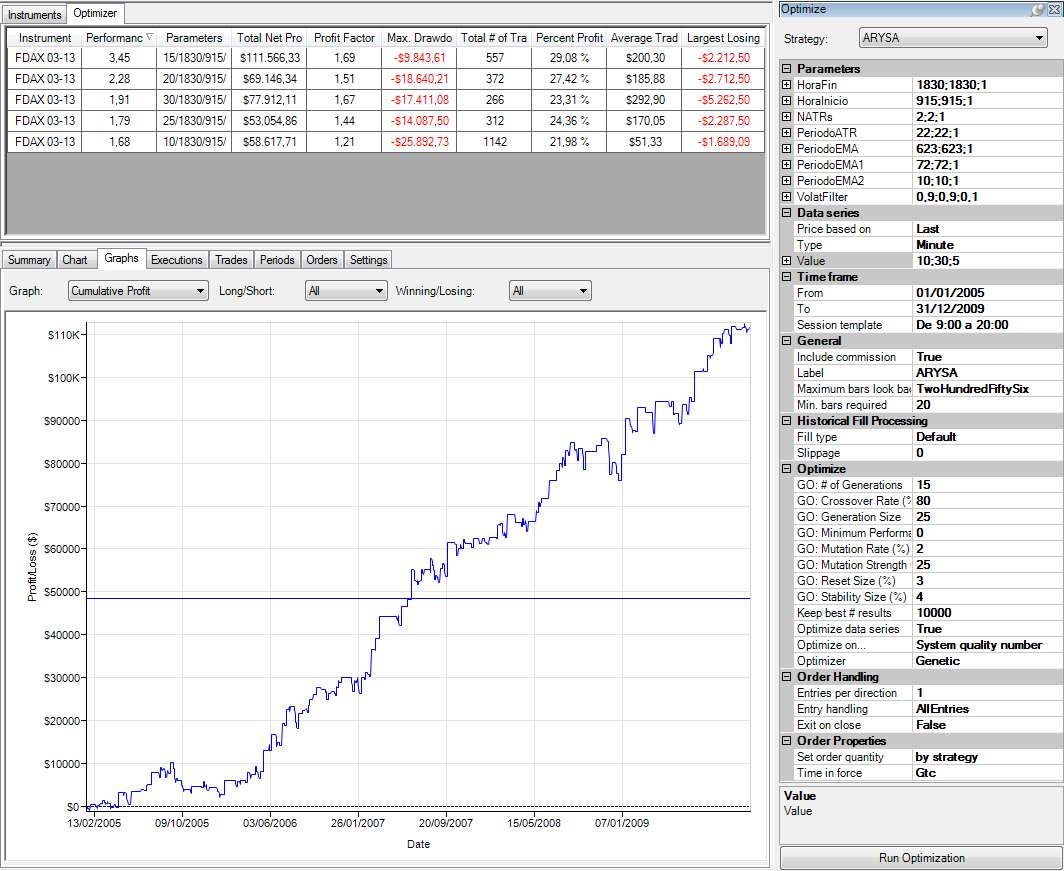 Instruments Optimizer
Instrument Performanc Parameters Total Net Pro Profit Factor Max. Drawdo Total # of Tra Percent Profit Average Trad Largest Losing
FDAX 03-13 3,45 15/1830/915/ $111.566,33 1,69 -$9.843,61 557 29,08 % $200,30 -$2.212,50
FDAX 03-13 2,28 20/1830/915/ $69.146,34 1,51 -$18.640,21 372 27,42 % $185,88 -$2.712,50
FDAX 03-13 1,91 30/1830/915/ $77.912,11 1,67 -$17.411,08 266 23,31 % $292,90 -$5.262,50
FDAX 03-13 1,79 25/1830/915/ $53.054,86 1,44 -$14.087,50 312 24,36 % $170,05 -$2.287,50
FDAX 03-13 1,68 10/1830/915/ $58.617,71 1,21 -$25.892,73 1142 21,98 % $51,33 -$1.689,09
Summary Chart Graphs Executions Trades Periods Orders Settings
Graph: Cumulative Profit Long/Short: All Winning/Losing: All
Profit/Loss ($)
$110K
$100K
$90000
$80000
$70000
$60000
$50000
$40000
$30000
$20000
$10000
$0
13/02/2005 09/10/2005 03/06/2006 26/01/2007 20/09/2007 15/05/2008 07/01/2009
Date
Optimize
Strategy: ARYSA
Parameters
HoraFin 1830;1830;1
HoraInicio 915;915;1
NATRs 2;2;1
PeriodoATR 22;22;1
PeriodoEMA 623;623;1
PeriodoEMA1 72;72;1
PeriodoEMA2 10;10;1
VolatFilter 0,9;0,9;0,1
Data series
Price based on Last
Type Minute
Value 10;30;5
Time frame
From 01/01/2005
To 31/12/2009
Session template De 9:00 a 20:00
General
Include commission True
Label ARYSA
Maximum bars look bac TwoHundredFiftySix
Min. bars required 20
Historical Fill Processing
Fill type Default
Slippage 0
Optimize
GO: # of Generations 15
GO: Crossover Rate (% 80
GO: Generation Size 25
GO: Minimum Performa 0
GO: Mutation Rate (%) 2
GO: Mutation Strength ( 25
GO: Reset Size (%) 3
GO: Stability Size (%) 4
Keep best # results 10000
Optimize data series True
Optimize on... System quality number
Optimizer Genetic
Order Handling
Entries per direction 1
Entry handling AllEntries
Exit on close False
Order Properties
Set order quantity by strategy
Time in force Gtc
Value
Value
Run Optimization